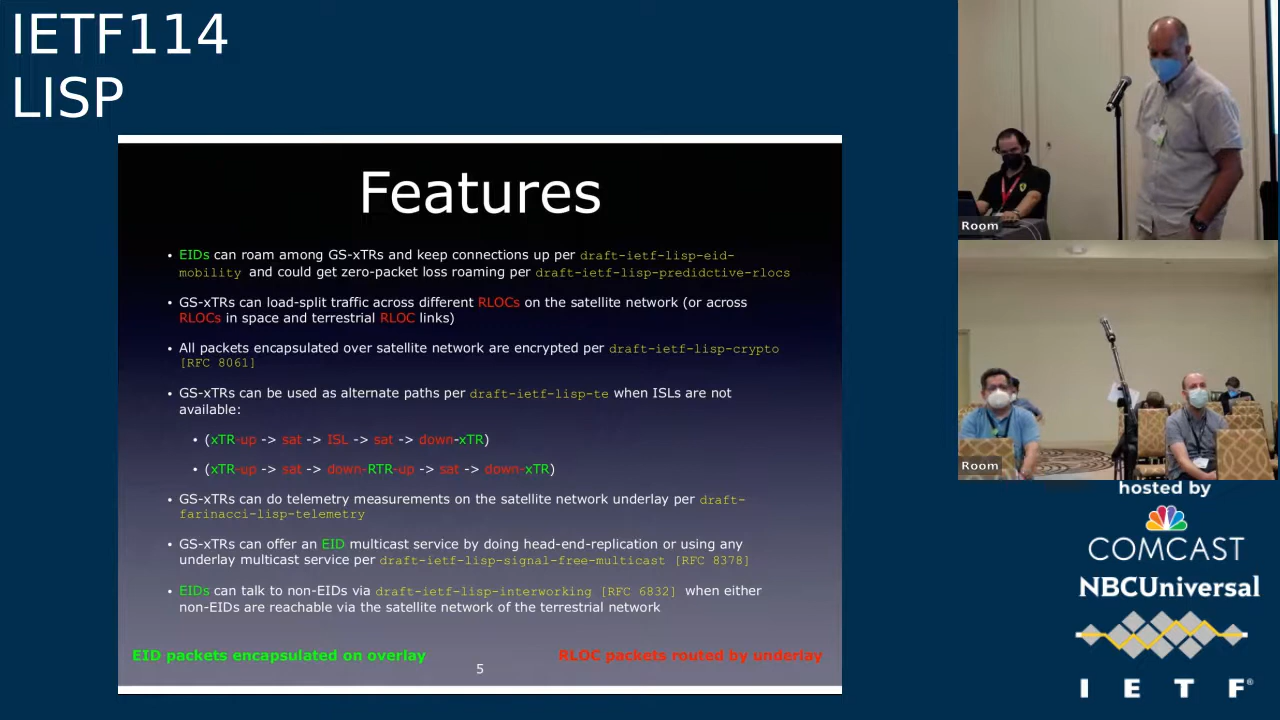 IETF114
LISP
Features
• EIDs can roam among GS-xTRs and keep connections up per draft-ietf-lisp-eid-
mobility and could get zero-packet loss roaming per draft-ietf-lisp-predidctive-rlocs
• GS-xTRs can load-split traffic across different RLOCs on the satellite network (or across
RLOCs in space and terrestrial RLOC links)
• All packets encapsulated over satellite network are encrypted per draft-ietf-lisp-crypto
[RFC 8061]
• GS-xTRs can be used as alternate paths per draft-ietf-lisp-te when ISLs are not
available:
• (xTR-up -> sat -> ISL -> sat -> down-xTR)
• (xTR-up -> sat -> down-RTR-up -> sat -> down-xTR)
• GS-xTRs can do telemetry measurements on the satellite network underlay per draft-
farinacci-lisp-telemetry
• GS-xTRs can offer an EID multicast service by doing head-end-replication or using any
underlay multicast service per draft-ietf-lisp-signal-free-multicast [RFC 8378]
• EIDs can talk to non-EIDs via draft-ietf-lisp-interworking [RFC 6832] when either
non-EIDs are reachable via the satellite network of the terrestrial network
EID packets encapsulated on overlay
RLOC packets routed by underlay
5
Room
Room
hosted by
COMCAST
NBCUniversal
I E T F®